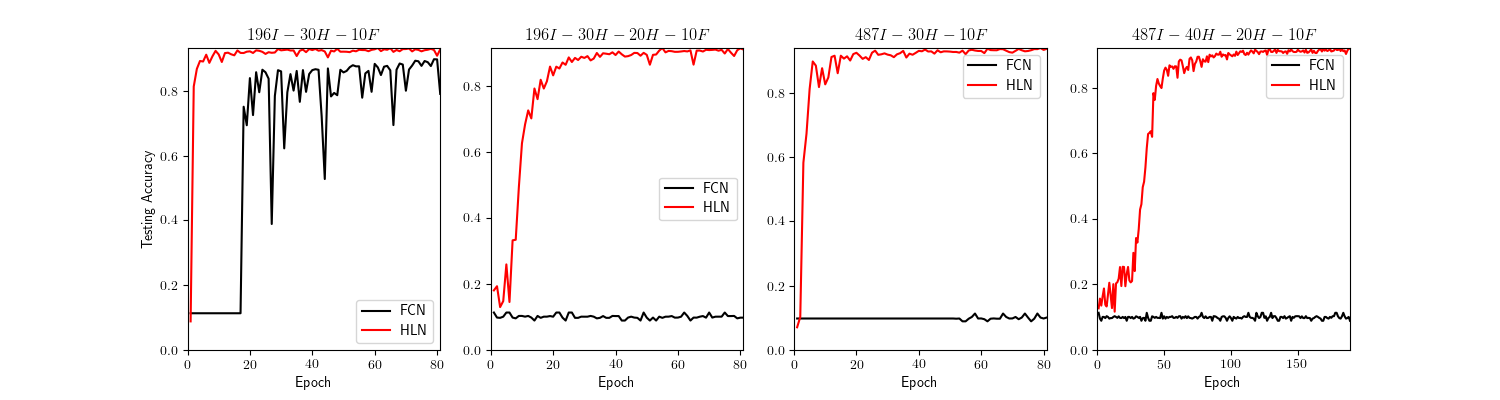 196I − 30H − 10F
Testing Accuracy
0.8
0.6
0.4
0.2
0.0
0
20
40
60
80
Epoch
FCN
HLN
196I − 30H − 20H − 10F
0.8
0.6
0.4
0.2
0.0
0
20
40
60
80
Epoch
FCN
HLN
487I − 30H − 10F
0.8
0.6
0.4
0.2
0.0
0
20
40
60
80
Epoch
FCN
HLN
487I − 40H − 20H − 10F
0.8
0.6
0.4
0.2
0.0
0
50
100
150
Epoch
FCN
HLN